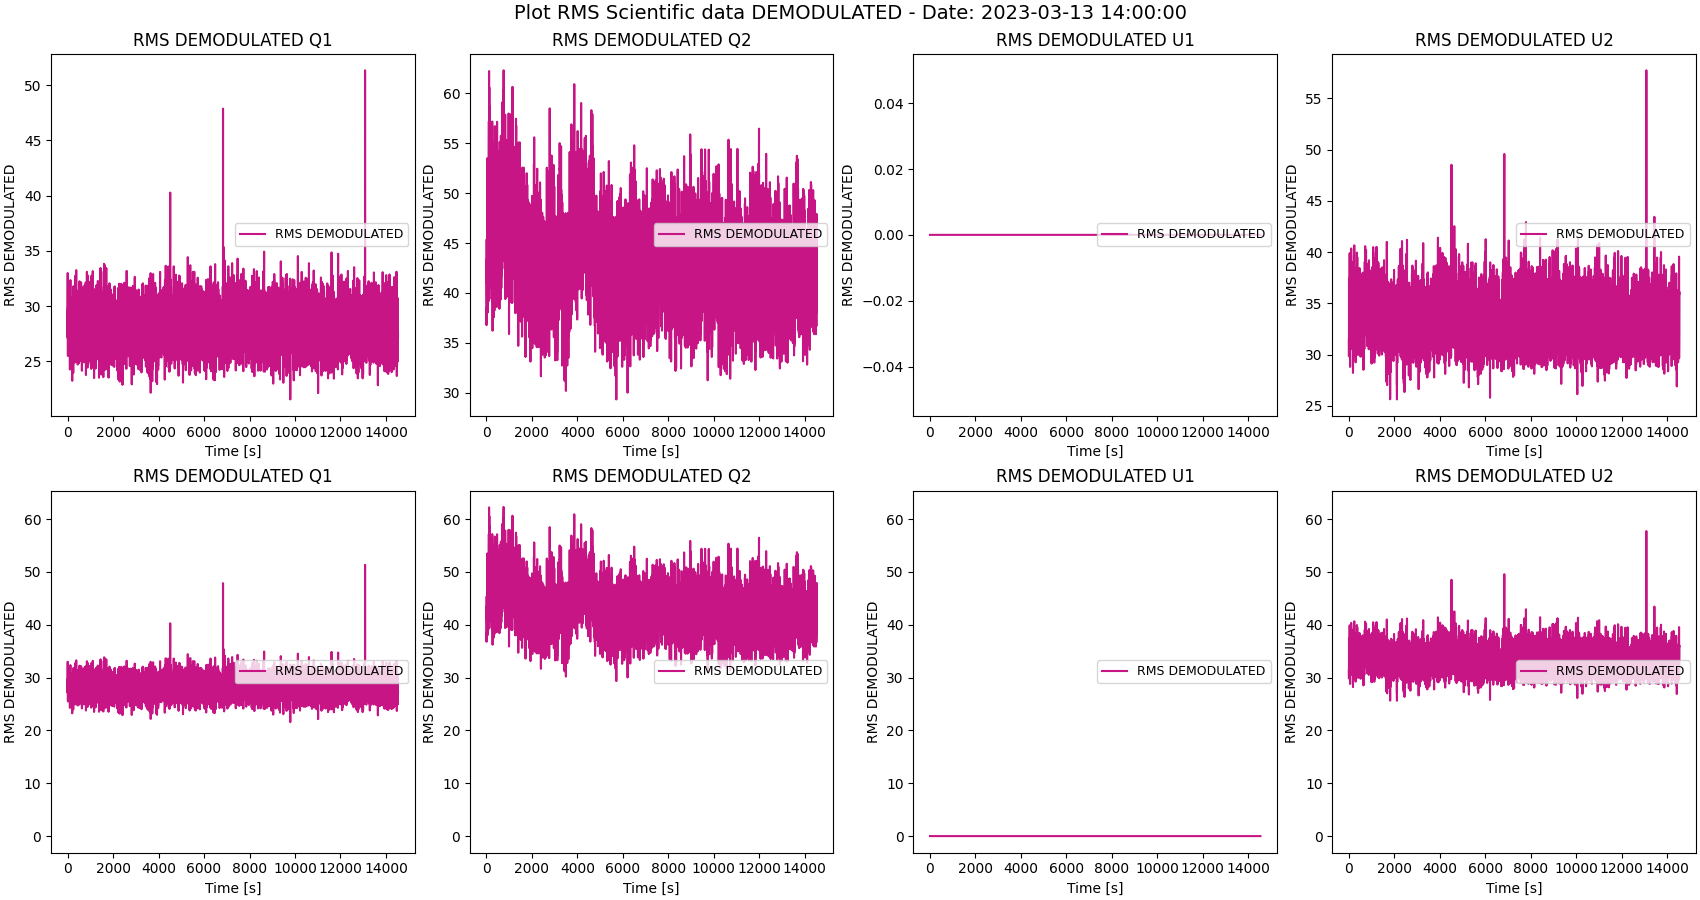 Plot RMS Scientific data DEMODULATED - Date: 2023-03-13 14:00:00
RMS DEMODULATED Q1
RMS DEMODULATED
50
45
40
35
30
25
RMS DEMODULATED
0 2000 4000 6000 8000 10000 12000 14000
Time [s]
RMS DEMODULATED Q2
RMS DEMODULATED
60
55
50
45
40
35
30
RMS DEMODULATED
0 2000 4000 6000 8000 10000 12000 14000
Time [s]
RMS DEMODULATED U1
RMS DEMODULATED
0.04
0.02
0.00
−0.02
−0.04
RMS DEMODULATED
0 2000 4000 6000 8000 10000 12000 14000
Time [s]
RMS DEMODULATED U2
RMS DEMODULATED
55
50
45
40
35
30
25
RMS DEMODULATED
0 2000 4000 6000 8000 10000 12000 14000
Time [s]
RMS DEMODULATED Q1
RMS DEMODULATED
60
50
40
30
20
10
0
RMS DEMODULATED
0 2000 4000 6000 8000 10000 12000 14000
Time [s]
RMS DEMODULATED Q2
RMS DEMODULATED
60
50
40
30
20
10
0
RMS DEMODULATED
0 2000 4000 6000 8000 10000 12000 14000
Time [s]
RMS DEMODULATED U1
RMS DEMODULATED
60
50
40
30
20
10
0
RMS DEMODULATED
0 2000 4000 6000 8000 10000 12000 14000
Time [s]
RMS DEMODULATED U2
RMS DEMODULATED
60
50
40
30
20
10
0
RMS DEMODULATED
0 2000 4000 6000 8000 10000 12000 14000
Time [s]